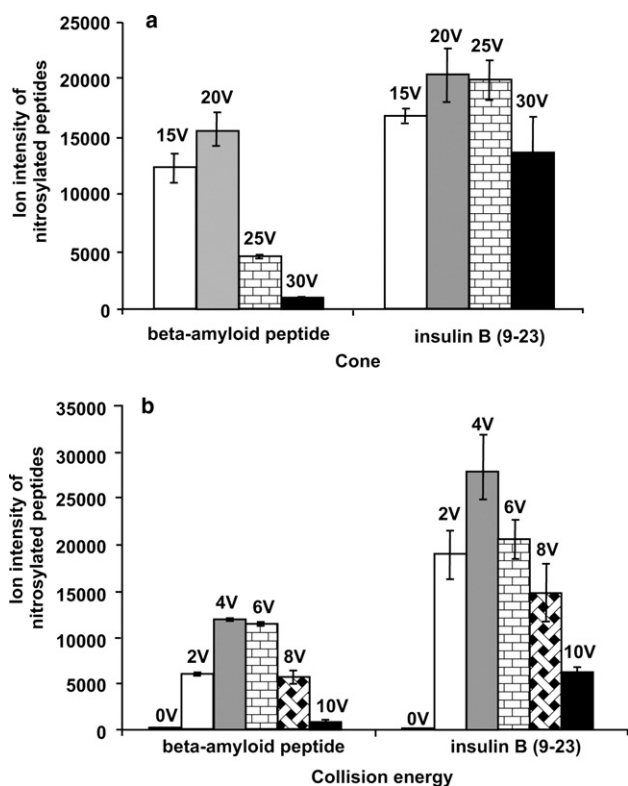 a
Ion intensity of
nitrosylated peptides
25000
20000
15000
10000
5000
0
15V
20V
25V
30V
15V
20V
25V
30V
beta-amyloid peptide
insulin B (9-23)
Cone
b
Ion intensity of
nitrosylated peptides
35000
30000
25000
20000
15000
10000
5000
0
0V
2V
4V
6V
8V
10V
0V
2V
4V
6V
8V
10V
beta-amyloid peptide
insulin B (9-23)
Collision energy